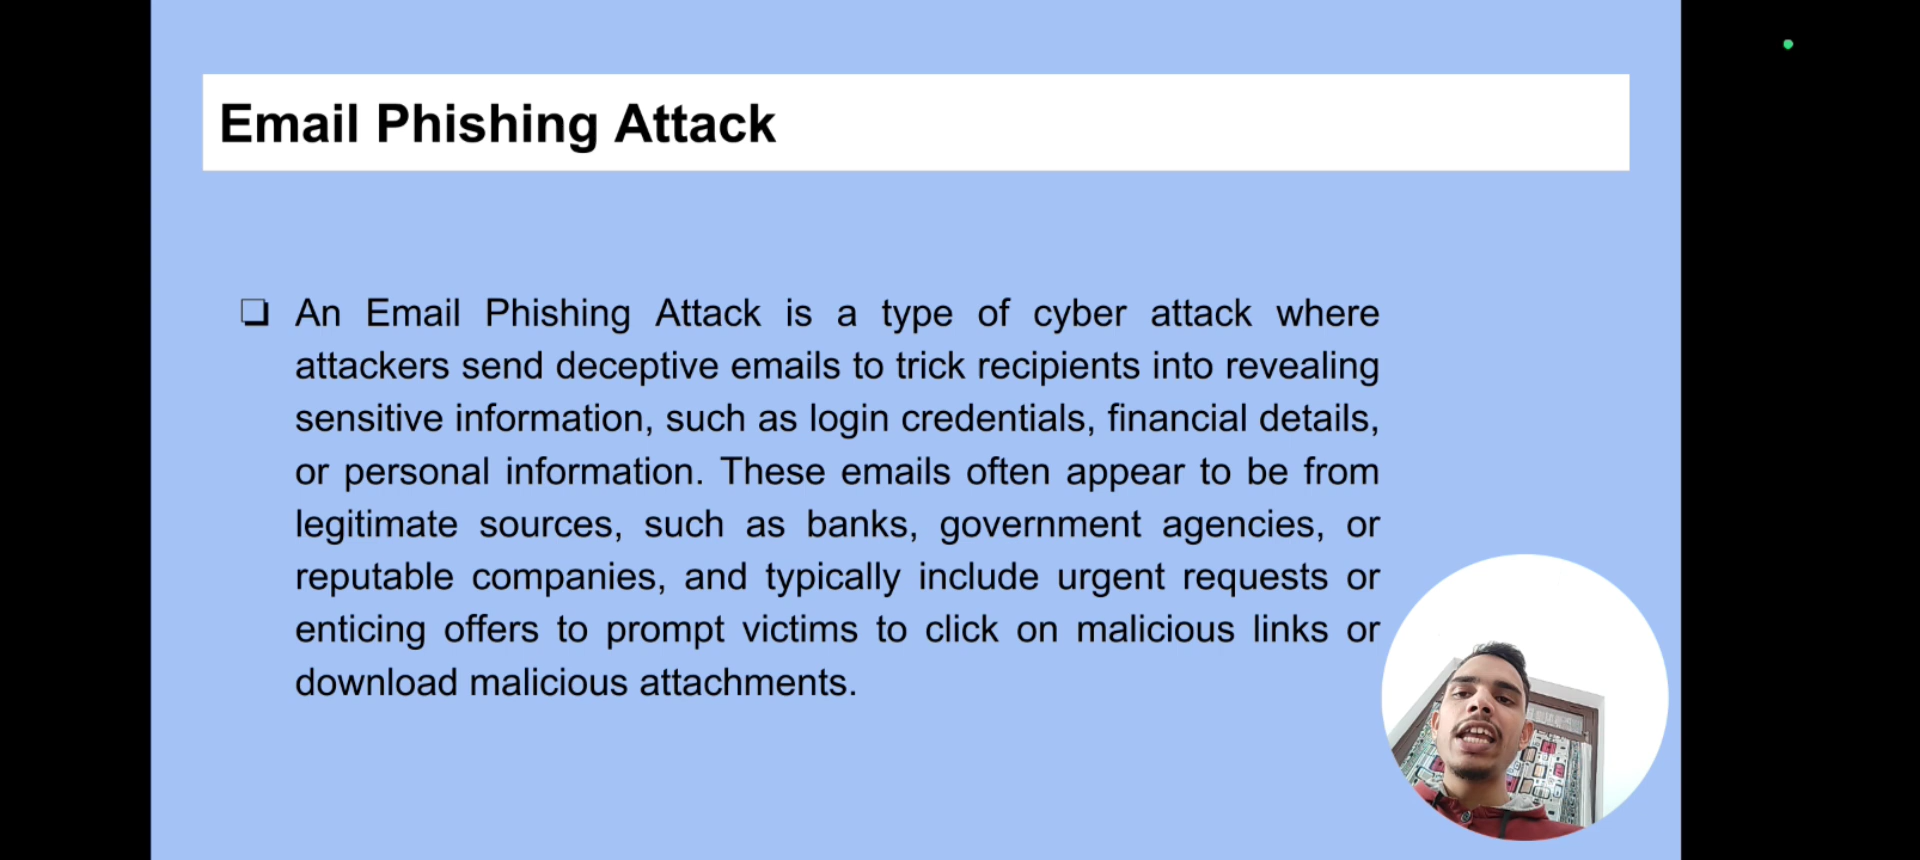 Email Phishing Attack
❏ An Email Phishing Attack is a type of cyber attack where
attackers send deceptive emails to trick recipients into revealing
sensitive information, such as login credentials, financial details,
or personal information. These emails often appear to be from
legitimate sources, such as banks, government agencies, or
reputable companies, and typically include urgent requests or
enticing offers to prompt victims to click on malicious links or
download malicious attachments.